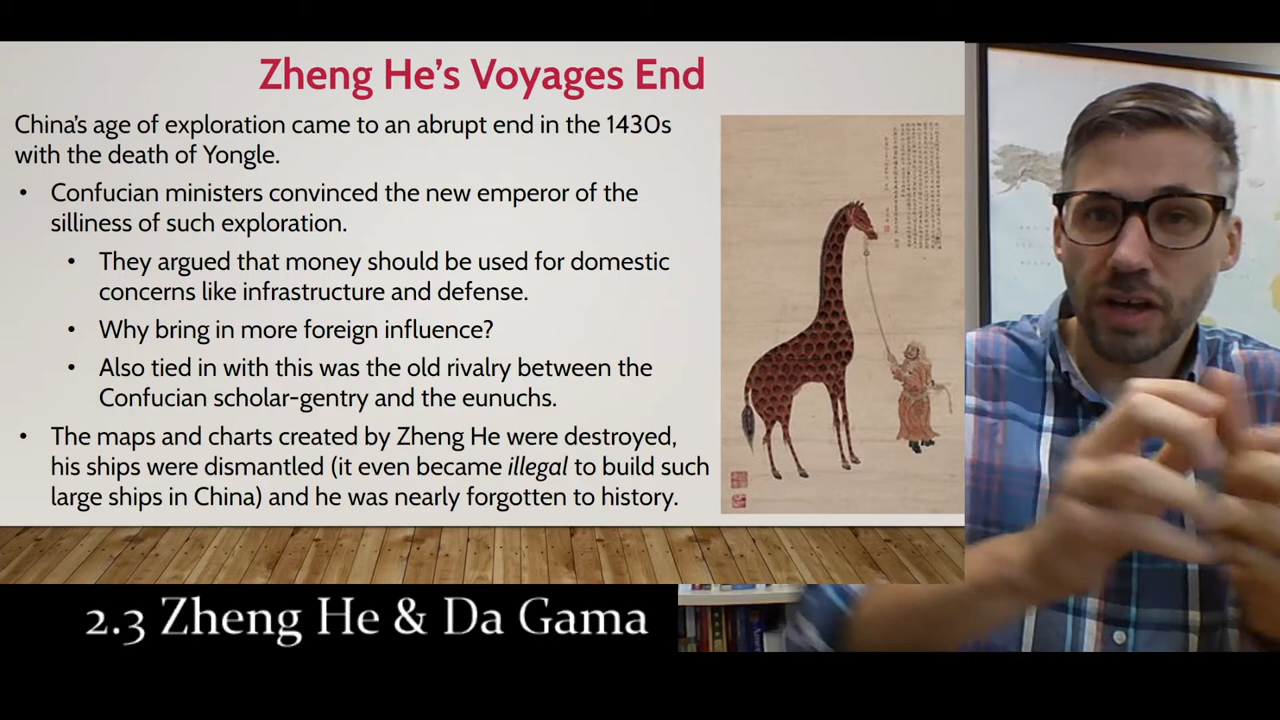 Zheng He's Voyages End
China's age of exploration came to an abrupt end in the 1430s
with the death of Yongle.
• Confucian ministers convinced the new emperor of the
silliness of such exploration.
• They argued that money should be used for domestic
concerns like infrastructure and defense.
• Why bring in more foreign influence?
• Also tied in with this was the old rivalry between the
Confucian scholar-gentry and the eunuchs.
• The maps and charts created by Zheng He were destroyed,
his ships were dismantled (it even became illegal to build such
large ships in China) and he was nearly forgotten to history.
2.3 Zheng He & Da Gama